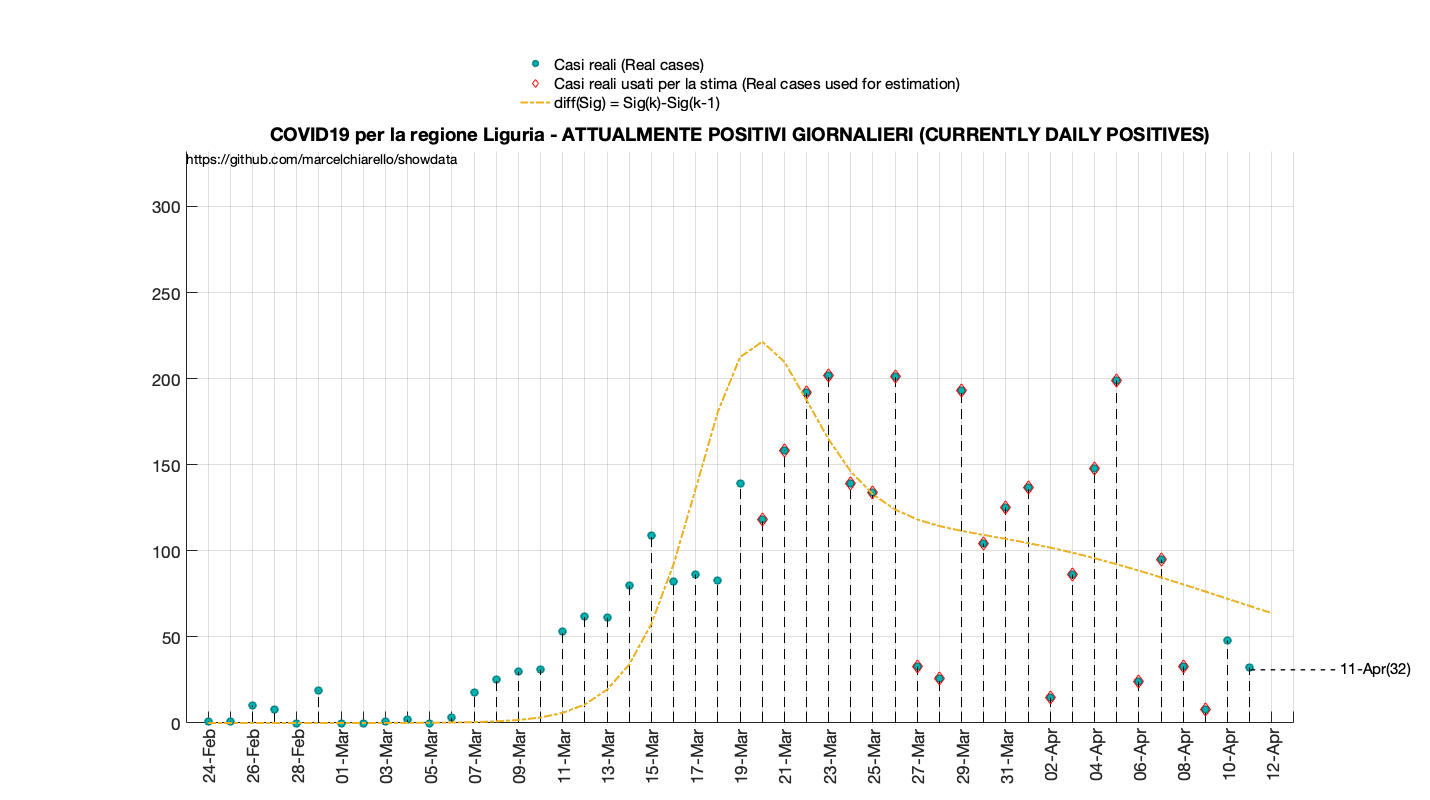 Casi reali (Real cases)
Casi reali usati per la stima (Real cases used for estimation)
diff(Sig) = Sig(k)-Sig(k-1)
COVID19 per la regione Liguria - ATTUALMENTE POSITIVI GIORNALIERI (CURRENTLY DAILY POSITIVES)
https://github.com/marcelchiarello/showdata
300
250
200
150
100
50
0
11-Apr(32)
24-Feb
26-Feb
28-Feb
01-Mar
03-Mar
05-Mar
07-Mar
09-Mar
11-Mar
13-Mar
15-Mar
17-Mar
19-Mar
21-Mar
23-Mar
25-Mar
27-Mar
29-Mar
31-Mar
02-Apr
04-Apr
06-Apr
08-Apr
10-Apr
12-Apr